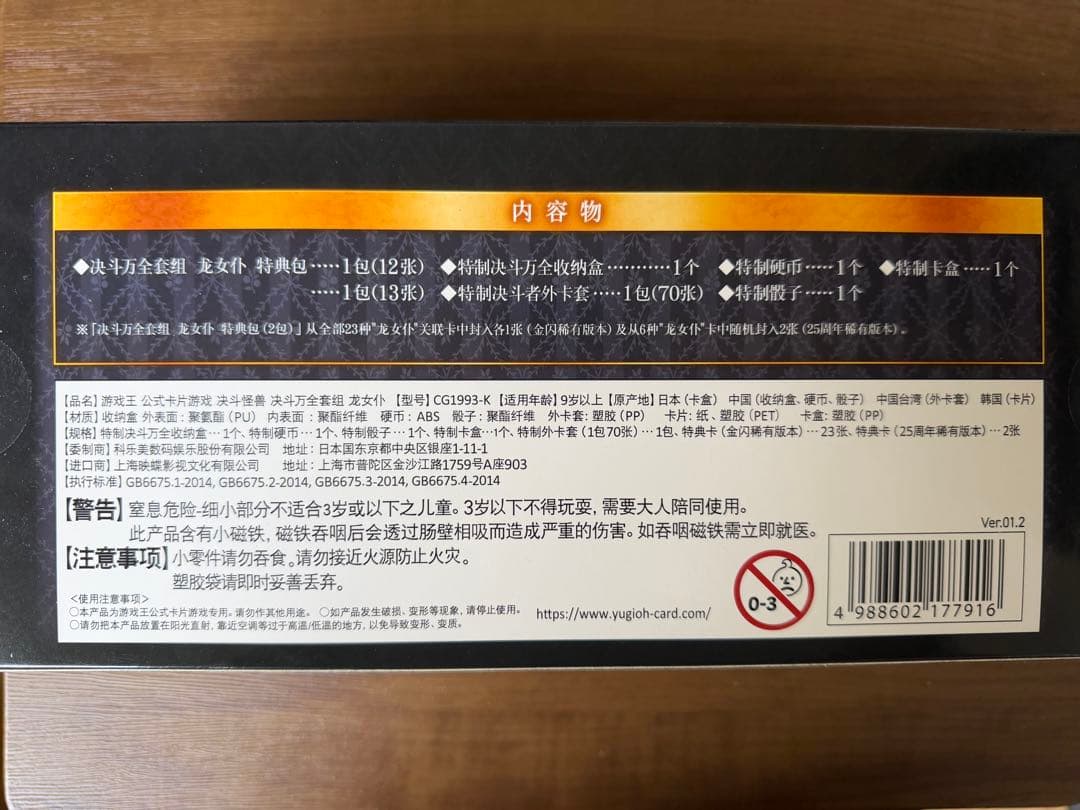 内容物
◆决斗万全套组 龙女仆 特典包·····1包(12张) ◆特制决斗万全收纳盒···········1个 ◆特制硬币·····1个 ◆特制卡盒·····1个
·····1包(13张) ◆特制决斗者外卡套·····1包(70张) ◆特制骰子·····1个
※「决斗万全套组 龙女仆 特典包(2包)」从全部23种"龙女仆"关联卡中封入各1张(金闪稀有版本)及从6种"龙女仆"卡中随机封入2张(25周年稀有版本)。
【品名】游戏王 公式卡片游戏 决斗怪兽 决斗万全套组 龙女仆 【型号】CG1993-K 【适用年龄】9岁以上【原产地】日本(卡盒) 中国(收纳盒、硬币、骰子) 中国台湾(外卡套) 韩国(卡片)
【材质】收纳盒 外表面:聚氨酯(PU) 内表面:聚酯纤维 硬币:ABS 骰子:聚酯纤维 外卡套:塑胶(PP) 卡片:纸、塑胶(PET) 卡盒:塑胶(PP)
【规格】特制决斗万全收纳盒···1个、特制硬币···1个、特制骰子···1个、特制卡盒···1个、特制外卡套(1包70张)···1包、特典卡(金闪稀有版本)···23张、特典卡(25周年稀有版本)···2张
【委制商】科乐美数码娱乐股份有限公司 地址:日本国东京都中央区银座1-11-1
【进口商】上海映蝶影视文化有限公司 地址:上海市普陀区金沙江路1759号A座903
【执行标准】GB6675.1-2014, GB6675.2-2014, GB6675.3-2014, GB6675.4-2014
【警告】窒息危险-细小部分不适合3岁或以下之儿童。3岁以下不得玩耍,需要大人陪同使用。
此产品含有小磁铁,磁铁吞咽后会透过肠壁相吸而造成严重的伤害。如吞咽磁铁需立即就医。
Ver.01.2
【注意事项】小零件请勿吞食。请勿接近火源防止火灾。
塑胶袋请即时妥善丢弃。
<使用注意事项>
○本产品为游戏王公式卡片游戏专用。请勿作其他用途。 ○如产品发生破损、变形等现象,请停止使用。
○请勿把本产品放置在阳光直射,靠近空调等过于高温/低温的地方,以免导致变形、变质。
https://www.yugioh-card.com/
0-3
4 988602 177916